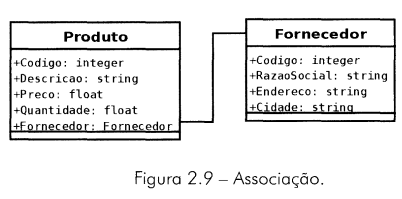 Produto
+Codigo: integer
+Descricao: string
+Preco: float
+Quantidade: float
+Fornecedor: Fornecedor
Fornecedor
+Codigo: integer
+RazaoSocial: string
+Endereco: string
+Cidade: string
Figura 2.9 – Associação.